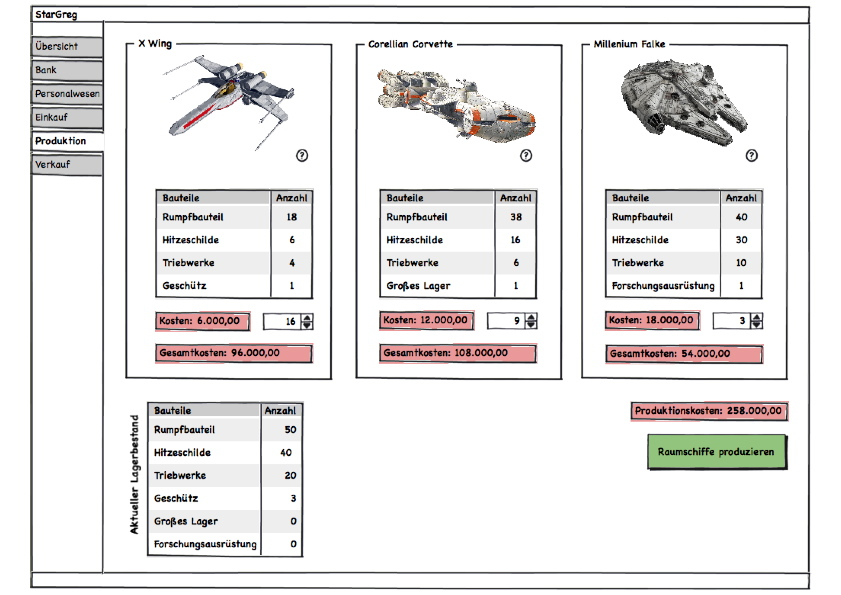 StarGreg
Übersicht
Bank
Personalwesen
Einkauf
Produktion
Verkauf
X Wing
?
Bauteile Anzahl
Rumpfbauteil 18
Hitzeschilde 6
Triebwerke 4
Geschütz 1
Kosten: 6.000,00 16
Gesamtkosten: 96.000,00
Corellian Corvette
?
Bauteile Anzahl
Rumpfbauteil 38
Hitzeschilde 16
Triebwerke 6
Großes Lager 1
Kosten: 12.000,00 9
Gesamtkosten: 108.000,00
Millenium Falke
?
Bauteile Anzahl
Rumpfbauteil 40
Hitzeschilde 30
Triebwerke 10
Forschungsausrüstung 1
Kosten: 18.000,00 3
Gesamtkosten: 54.000,00
Aktueller Lagerbestand
Bauteile Anzahl
Rumpfbauteil 50
Hitzeschilde 40
Triebwerke 20
Geschütz 3
Großes Lager 0
Forschungsausrüstung 0
Produktionskosten: 258.000,00
Raumschiffe produzieren